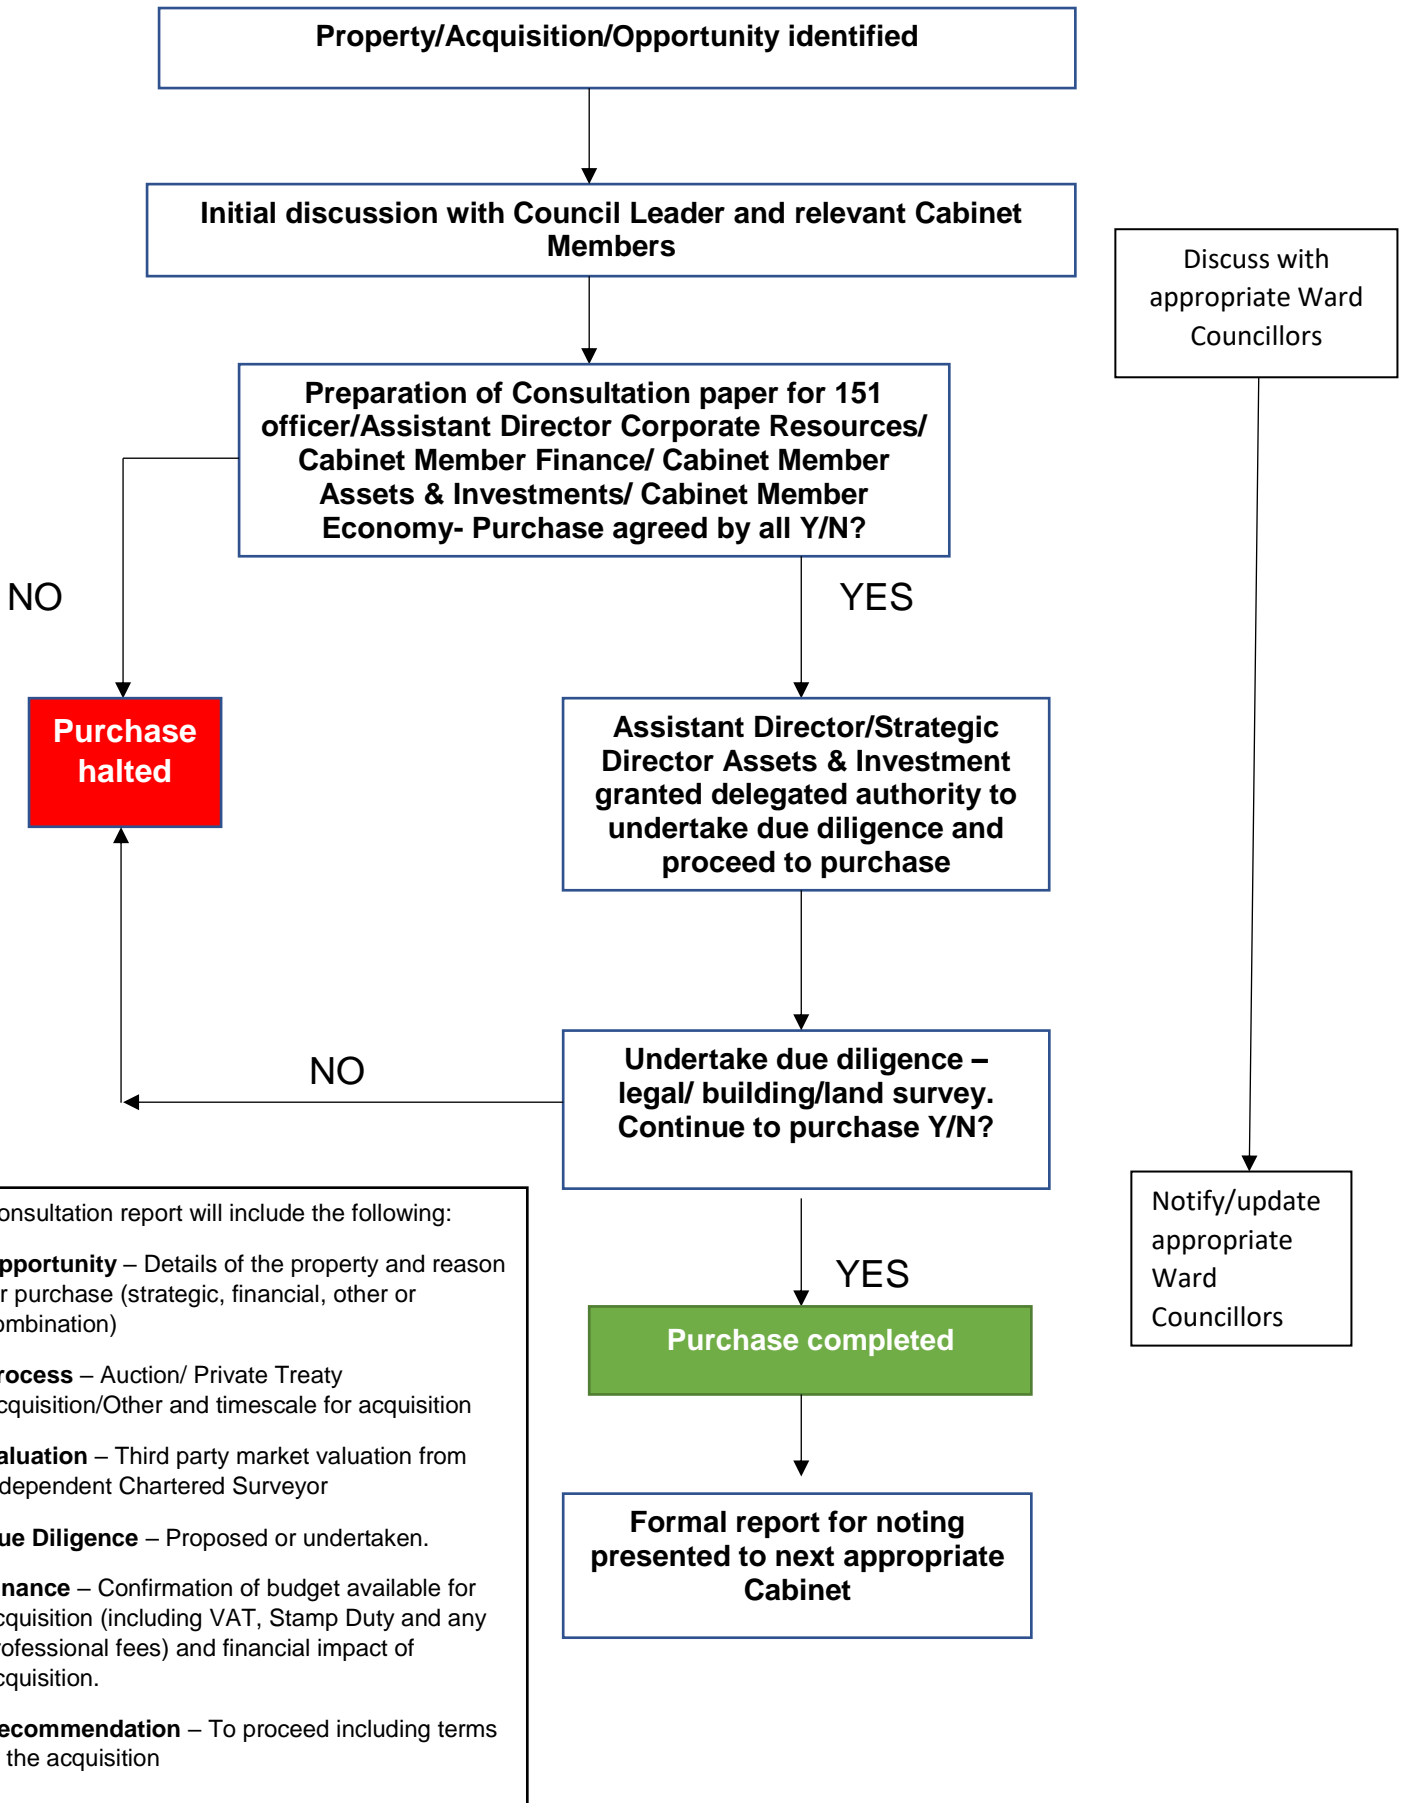 Property/Acquisition/Opportunity identified
Initial discussion with Council Leader and relevant Cabinet
Members
Discuss with
appropriate Ward
Councillors
Preparation of Consultation paper for 151
officer/Assistant Director Corporate Resources/
Cabinet Member Finance/ Cabinet Member
Assets & Investments/ Cabinet Member
Economy- Purchase agreed by all Y/N?
NO
YES
Purchase
halted
Assistant Director/Strategic
Director Assets & Investment
granted delegated authority to
undertake due diligence and
proceed to purchase
NO
Undertake due diligence –
legal/ building/land survey.
Continue to purchase Y/N?
Notify/update
appropriate
Ward
Councillors
YES
Purchase completed
Formal report for noting
presented to next appropriate
Cabinet
onsultation report will include the following:
pportunity – Details of the property and reason
r purchase (strategic, financial, other or
ombination)
rocess – Auction/ Private Treaty
cquisition/Other and timescale for acquisition
aluation – Third party market valuation from
dependent Chartered Surveyor
ue Diligence – Proposed or undertaken.
nance – Confirmation of budget available for
cquisition (including VAT, Stamp Duty and any
rofessional fees) and financial impact of
cquisition.
ecommendation – To proceed including terms
the acquisition